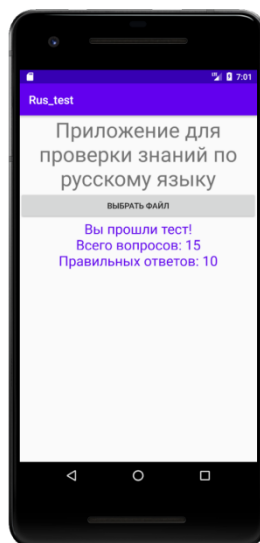 7:01
Rus_test
Приложение для
проверки знаний по
русскому языку
ВЫБРАТЬ ФАЙЛ
Вы прошли тест!
Всего вопросов: 15
Правильных ответов: 10